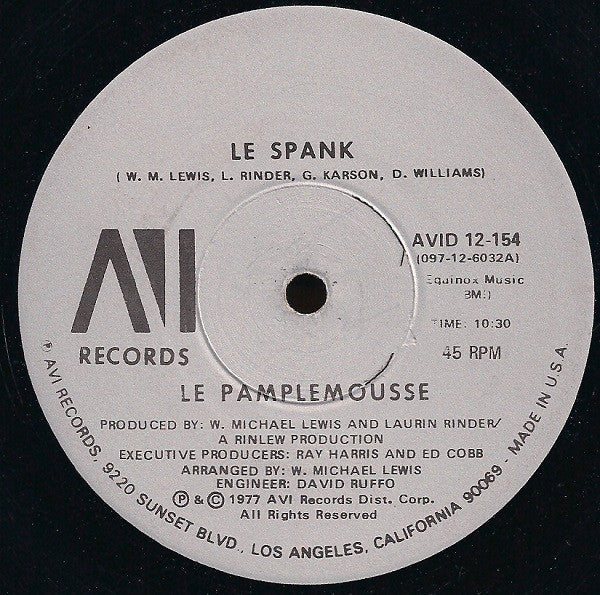 LE SPANK
( W. M. LEWIS, L. RINDER, G. KARSON, D. WILLIAMS)
AVI
RECORDS
AVID 12-154
(097-12-6032A)
Equinox Music
BMI)
TIME: 10:30
45 RPM
LE PAMPLEMOUSSE
PRODUCED BY: W. MICHAEL LEWIS AND LAURIN RINDER/
A RINLEW PRODUCTION
EXECUTIVE PRODUCERS: RAY HARRIS AND ED COBB
ARRANGED BY: W. MICHAEL LEWIS
ENGINEER: DAVID RUFFO
℗ & © 1977 AVI Records Dist. Corp.
All Rights Reserved
℗ AVI RECORDS, 9220 SUNSET BLVD., LOS ANGELES, CALIFORNIA 90069 - MADE IN U.S.A.